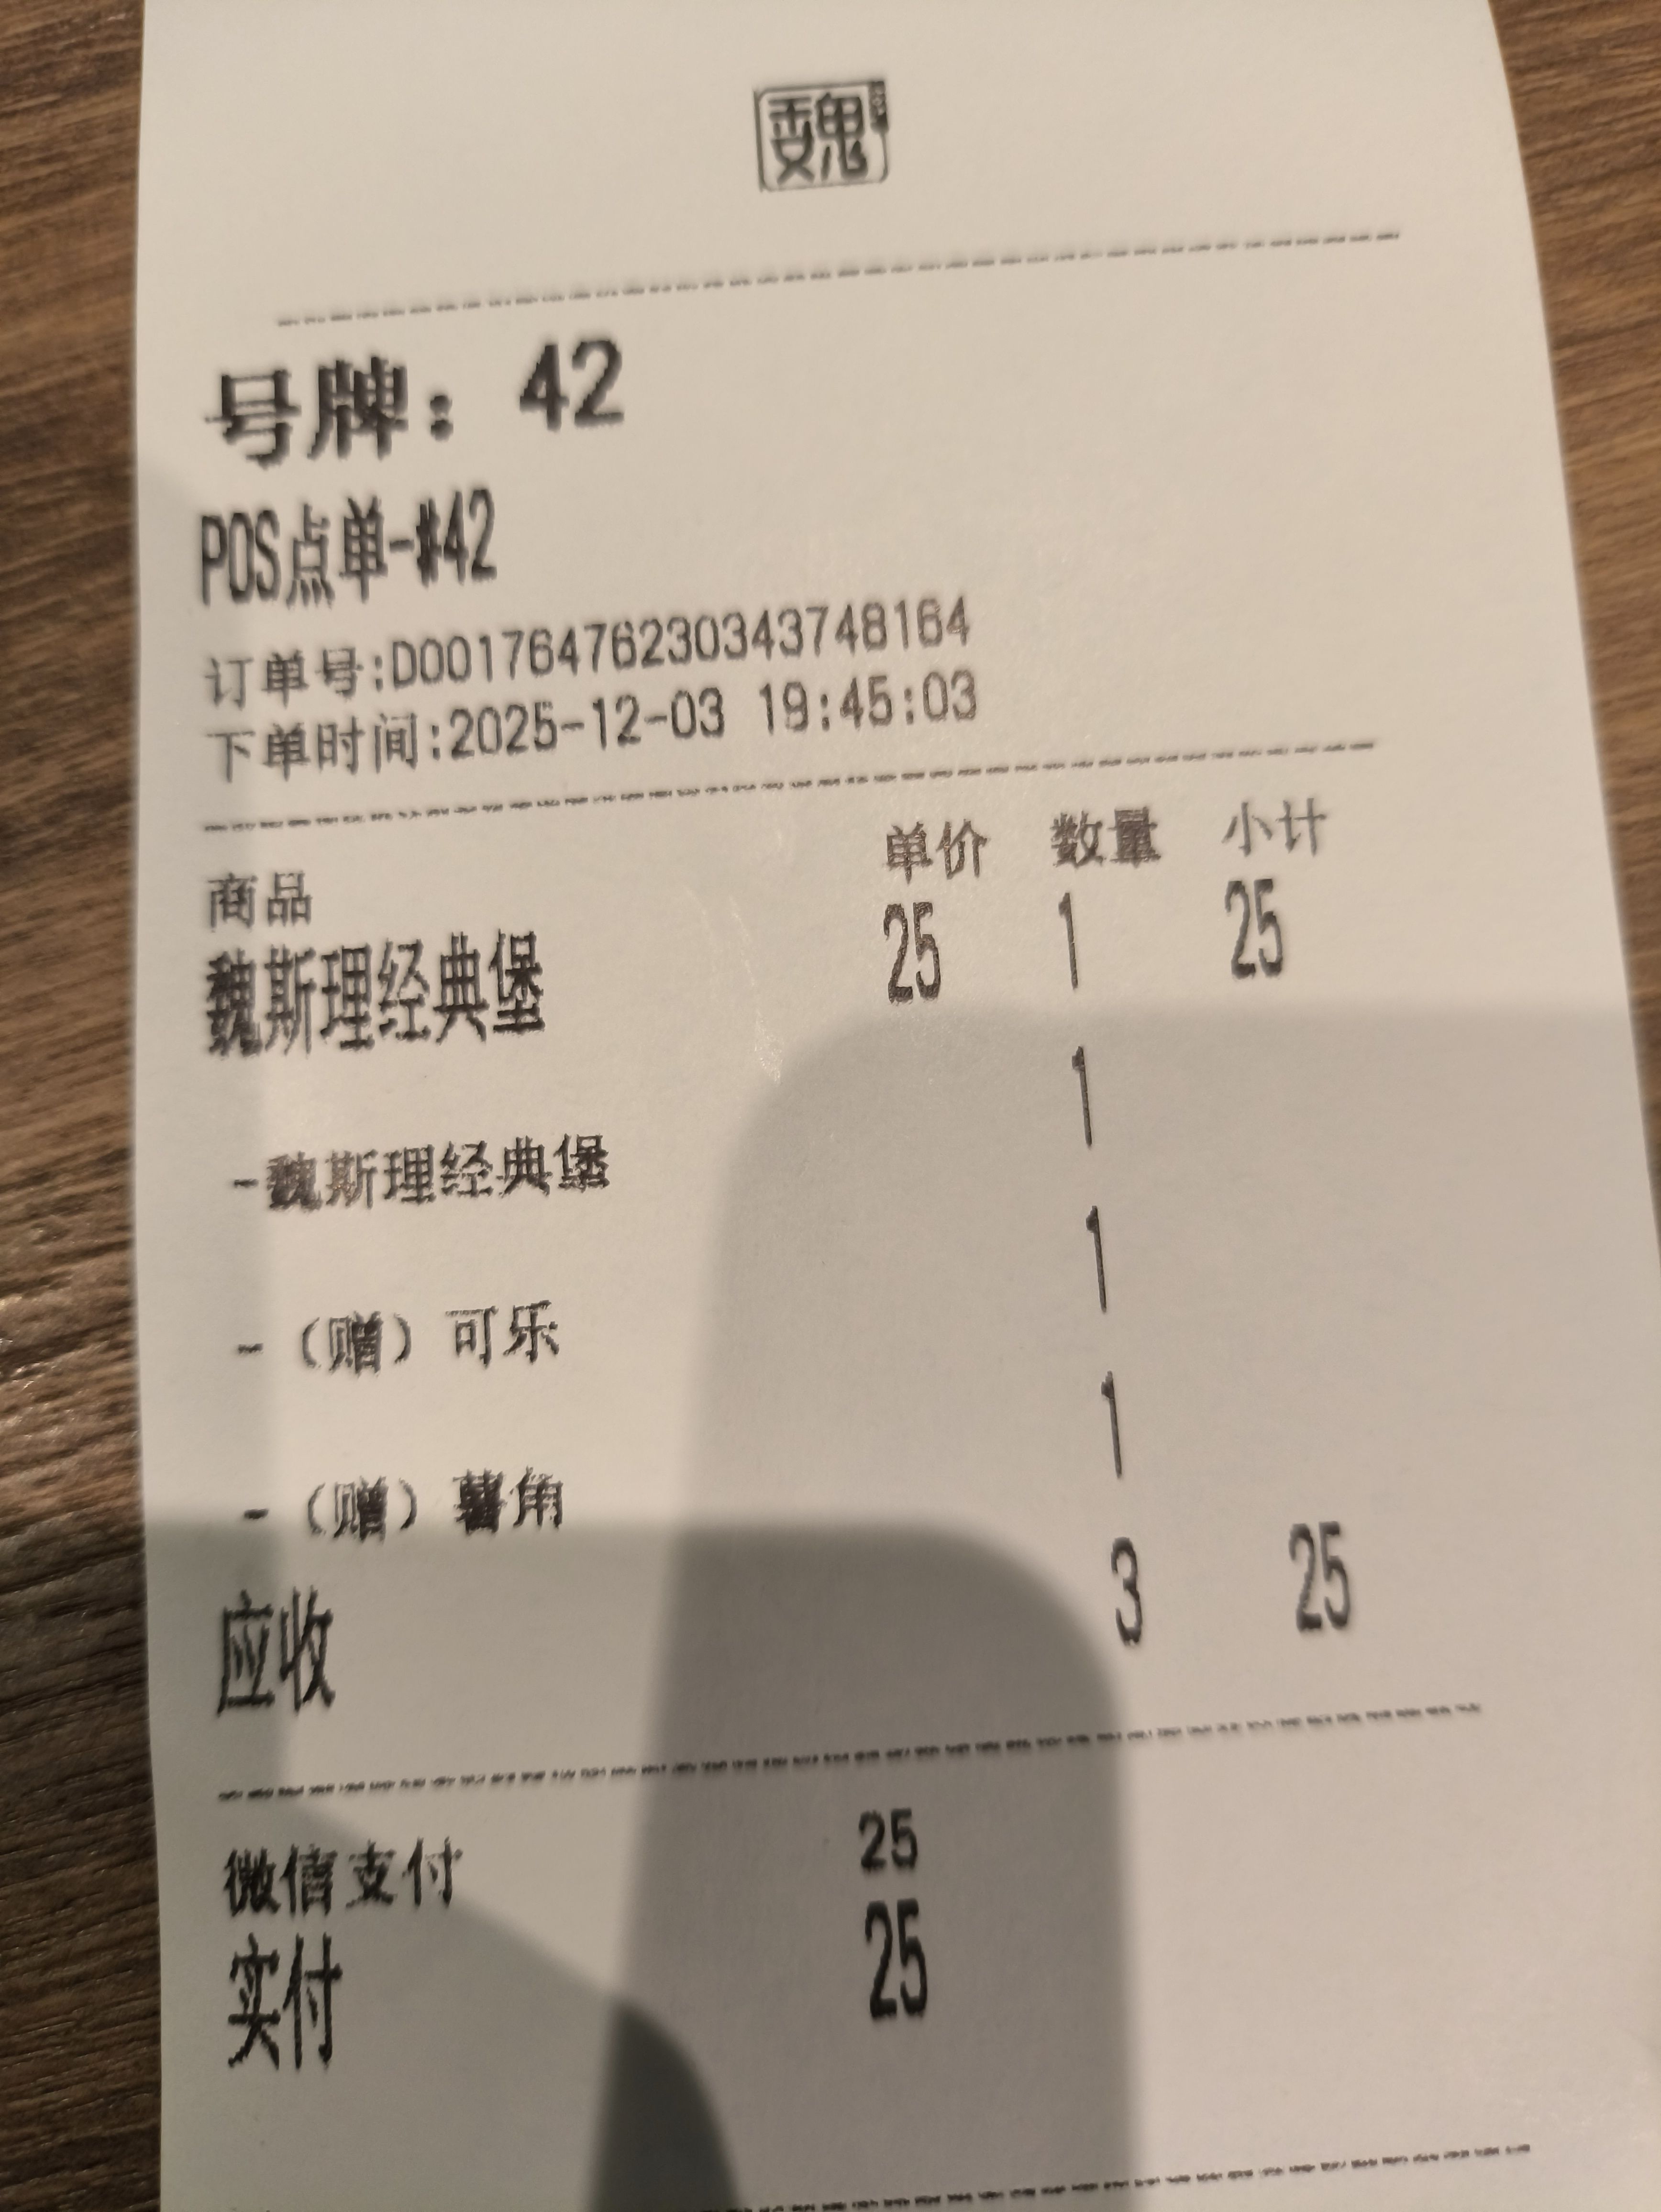 魏
号牌： 42
POS点单-#42
订单号:D001764762303437481​64
下单时间:2025-12-03 19:45:03
商品 单价 数量 小计
魏斯理经典堡 25 1 25
-魏斯理经典堡 1
-（赠）可乐 1
-（赠）薯角 1
应收 3 25
微信支付 25
实付 25